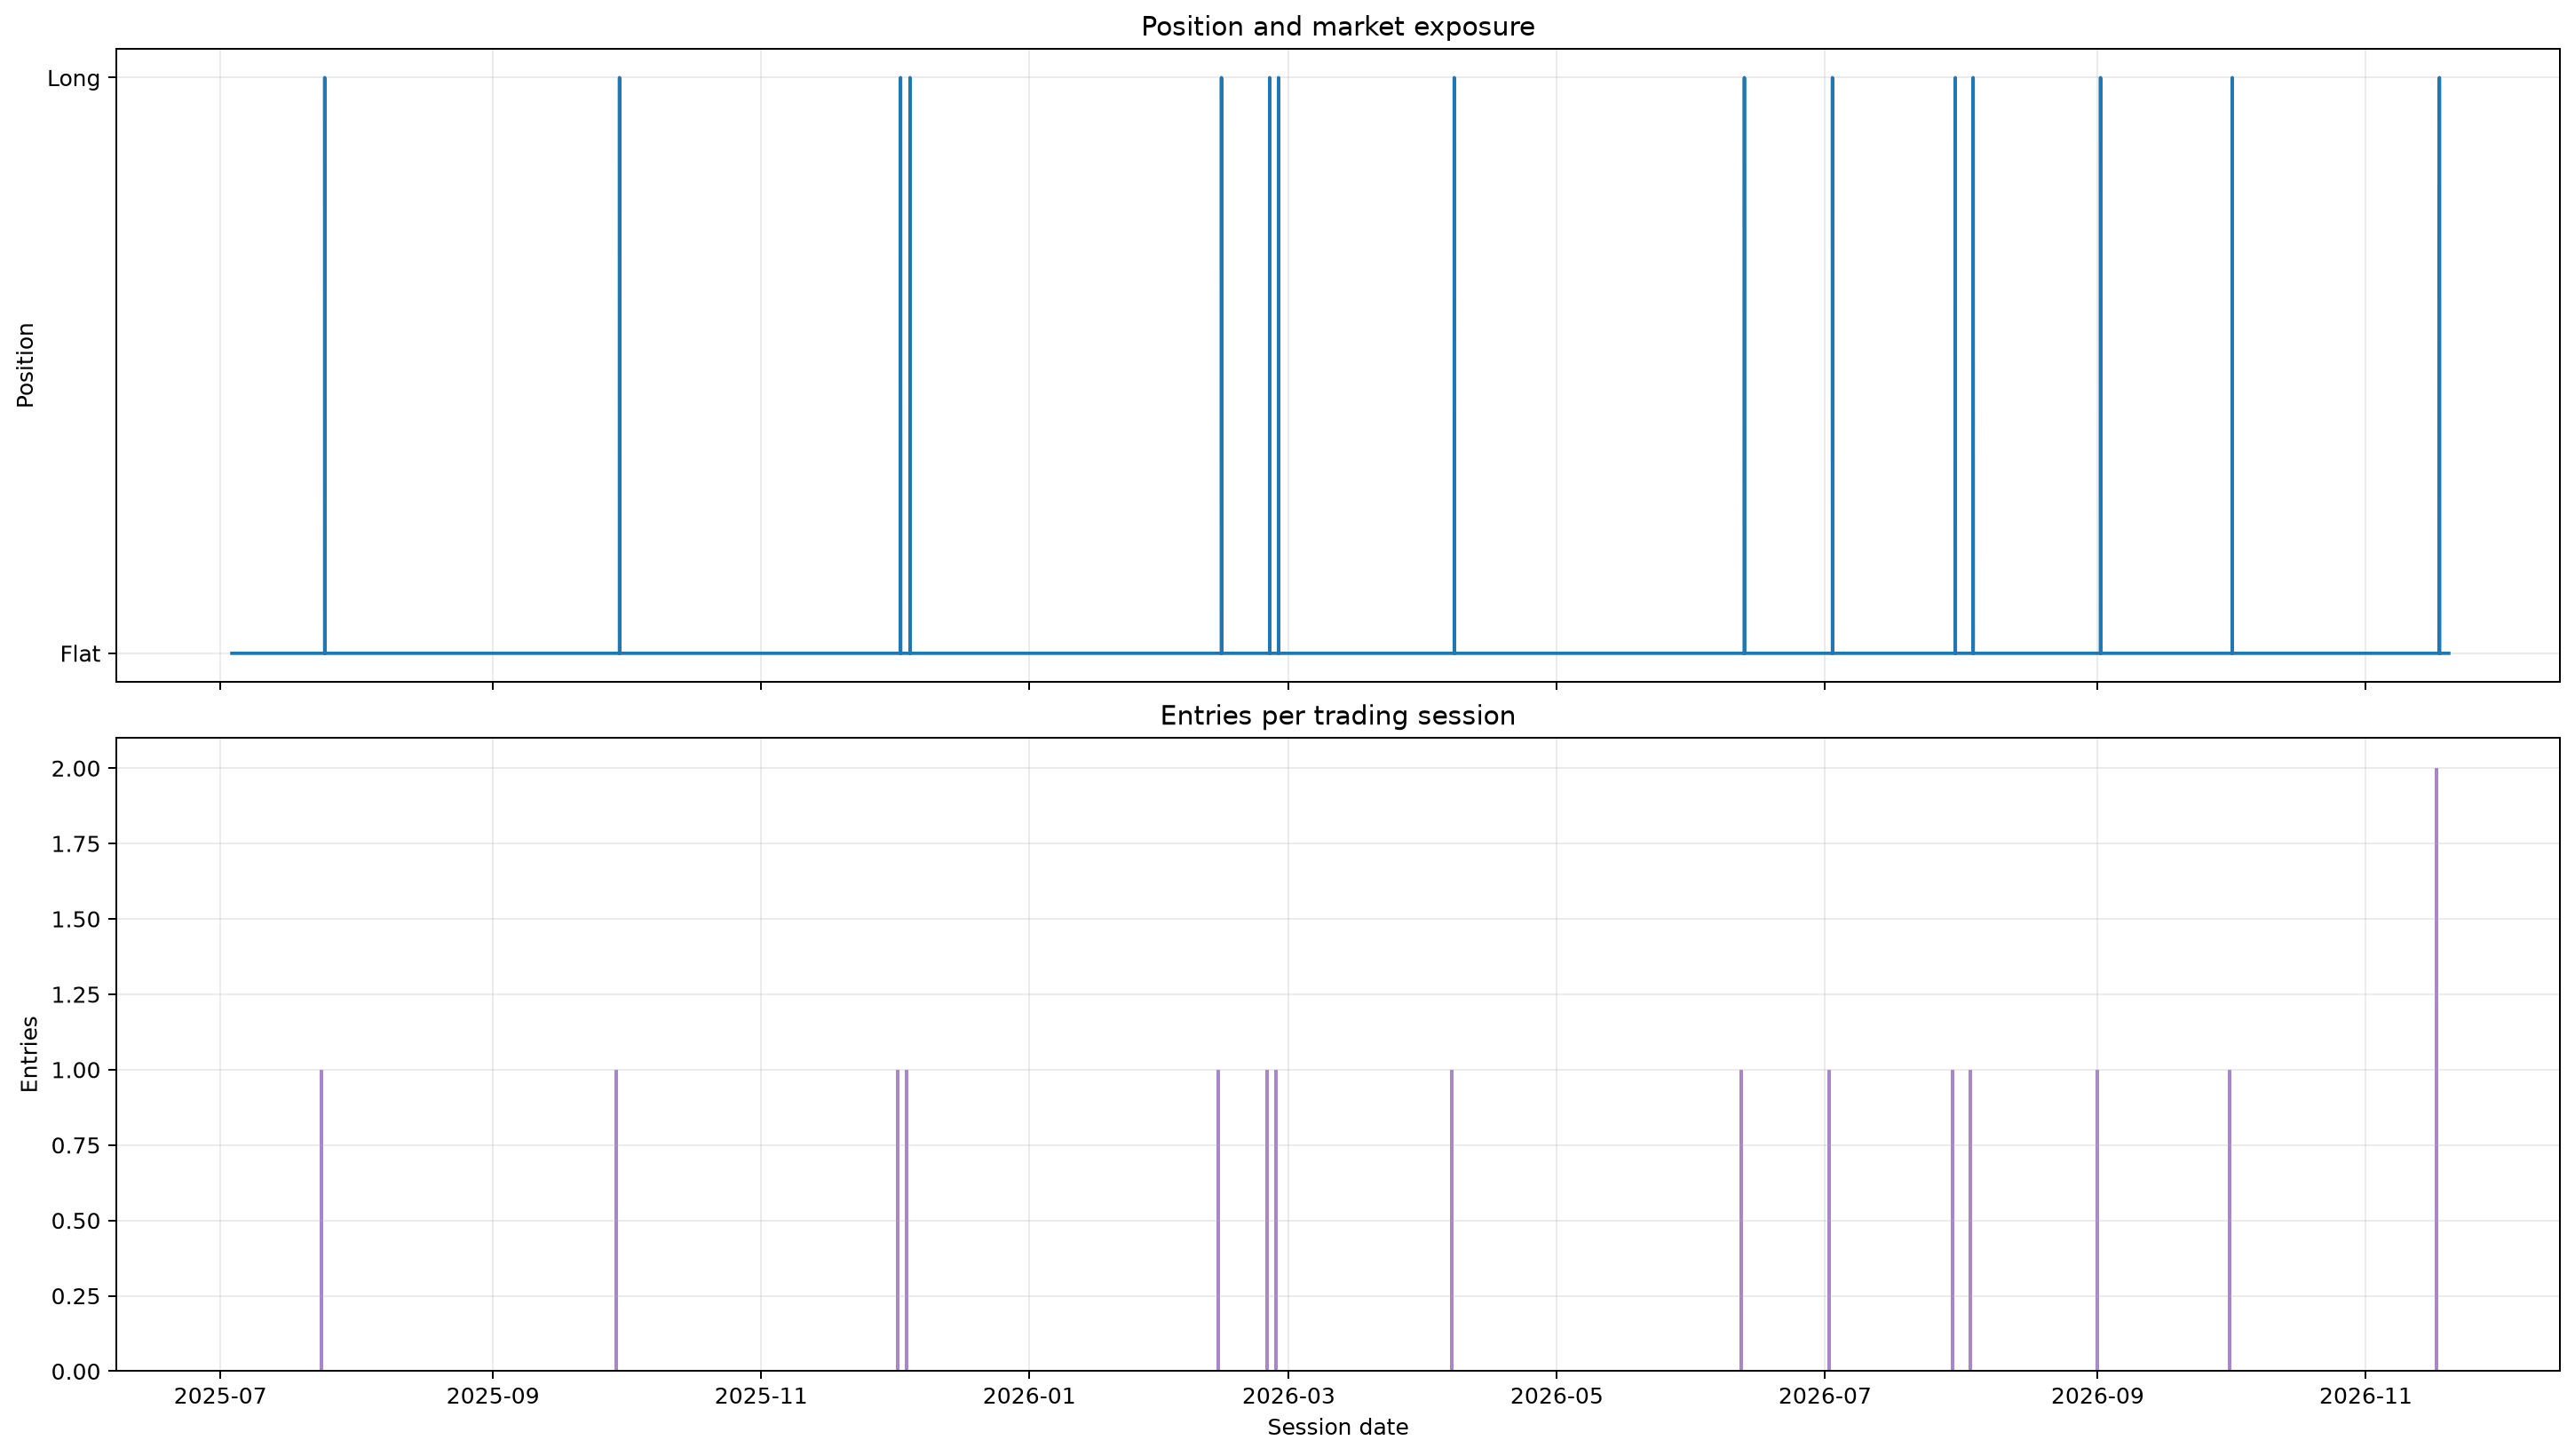 Position and market exposure
Long
Position
Flat
Entries per trading session
2.00
1.75
1.50
1.25
1.00
Entries
0.75
0.50
0.25
0.00
2025-07 2025-09 2025-11 2026-01 2026-03 2026-05 2026-07 2026-09 2026-11
Session date